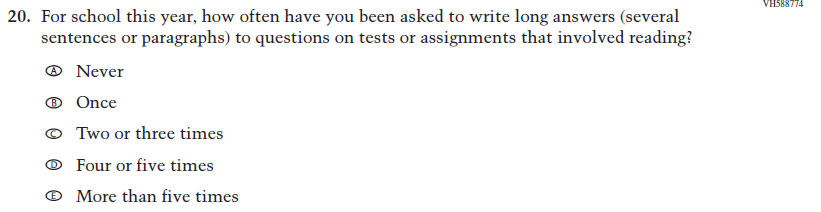 VH588774
20. For school this year, how often have you been asked to write long answers (several
sentences or paragraphs) to questions on tests or assignments that involved reading?
A Never
B Once
C Two or three times
D Four or five times
E More than five times